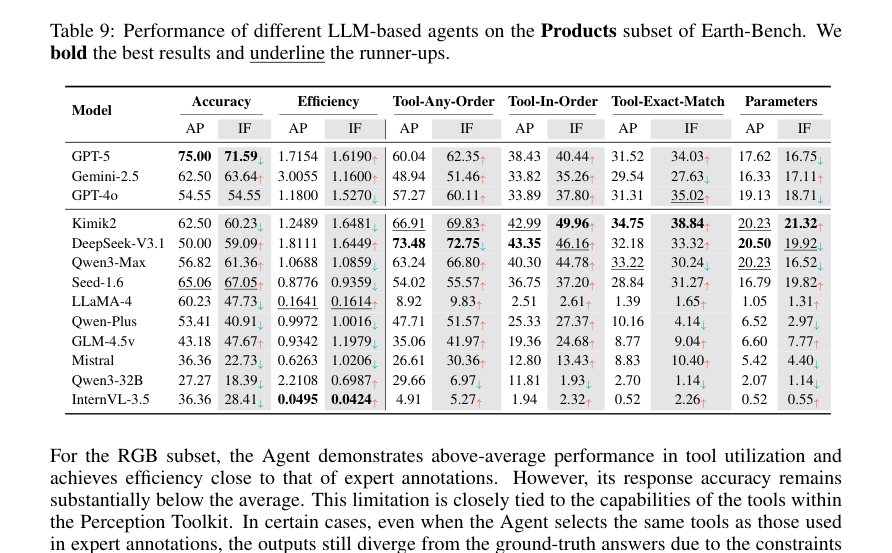 Table 9: Performance of different LLM-based agents on the Products subset of Earth-Bench. We
bold the best results and underline the runner-ups.
Model Accuracy Efficiency Tool-Any-Order Tool-In-Order Tool-Exact-Match Parameters
AP IF AP IF AP IF AP IF AP IF AP IF
GPT-5 75.00 71.59↓ 1.7154 1.6190↑ 60.04 62.35↑ 38.43 40.44↑ 31.52 34.03↑ 17.62 16.75↓
Gemini-2.5 62.50 63.64↑ 3.0055 1.1600↑ 48.94 51.46↑ 33.82 35.26↑ 29.54 27.63↓ 16.33 17.11↑
GPT-4o 54.55 54.55 1.1800 1.5270↓ 57.27 60.11↑ 33.89 37.80↑ 31.31 35.02↑ 19.13 18.71↓
Kimik2 62.50 60.23↓ 1.2489 1.6481↓ 66.91 69.83↑ 42.99 49.96↑ 34.75 38.84↑ 20.23 21.32↑
DeepSeek-V3.1 50.00 59.09↑ 1.8111 1.6449↑ 73.48 72.75↓ 43.35 46.16↑ 32.18 33.32↑ 20.50 19.92↓
Qwen3-Max 56.82 61.36↑ 1.0688 1.0859↓ 63.24 66.80↑ 40.30 44.78↑ 33.22 30.24↓ 20.23 16.52↓
Seed-1.6 65.06 67.05↑ 0.8776 0.9359↓ 54.02 55.57↑ 36.75 37.20↑ 28.84 31.27↑ 16.79 19.82↑
LLaMA-4 60.23 47.73↓ 0.1641 0.1614↑ 8.92 9.83↑ 2.51 2.61↑ 1.39 1.65↑ 1.05 1.31↑
Qwen-Plus 53.41 40.91↓ 0.9972 1.0016↓ 47.71 51.57↑ 25.33 27.37↑ 10.16 4.14↓ 6.52 2.97↓
GLM-4.5v 43.18 47.67↑ 0.9342 1.1979↓ 35.06 41.97↑ 19.36 24.68↑ 8.77 9.04↑ 6.60 7.77↑
Mistral 36.36 22.73↓ 0.6263 1.0206↓ 26.61 30.36↑ 12.80 13.43↑ 8.83 10.40↑ 5.42 4.40↓
Qwen3-32B 27.27 18.39↓ 2.2108 0.6987↑ 29.66 6.97↓ 11.81 1.93↓ 2.70 1.14↓ 2.07 1.14↓
InternVL-3.5 36.36 28.41↓ 0.0495 0.0424↑ 4.91 5.27↑ 1.94 2.32↑ 0.52 2.26↑ 0.52 0.55↑
For the RGB subset, the Agent demonstrates above-average performance in tool utilization and
achieves efficiency close to that of expert annotations. However, its response accuracy remains
substantially below the average. This limitation is closely tied to the capabilities of the tools within
the Perception Toolkit. In certain cases, even when the Agent selects the same tools as those used
in expert annotations, the outputs still diverge from the ground-truth answers due to the constraints